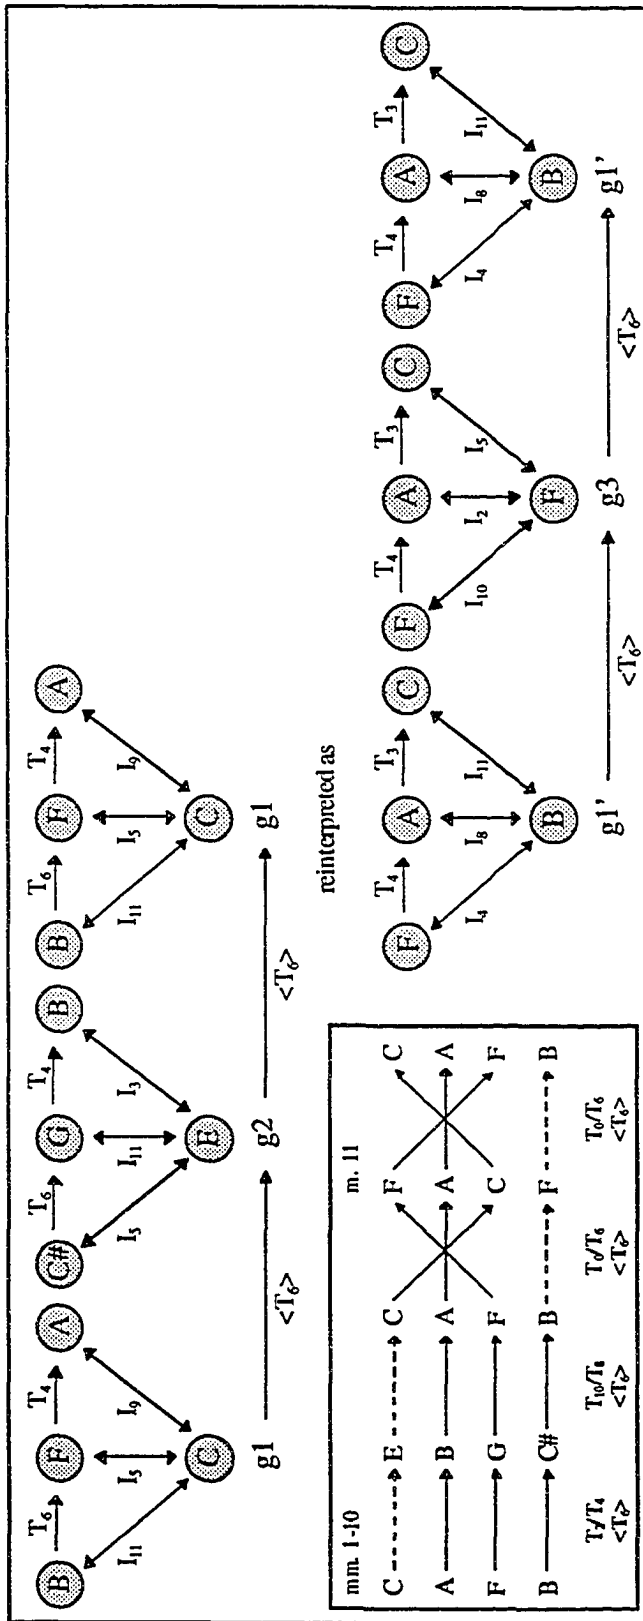 T₆ T₄ T₆ T₄ T₆ T₄
B F A C# G B B F A
I₁₁ I₅ I₉ I₅ I₁₁ I₃ I₁₁ I₅ I₉
C E C
g1 g2 g1
<T₆> <T₆>
reinterpreted as
T₄ T₃ T₄ T₃ T₄ T₃
F A C F A C F A C
I₄ I₈ I₁₁ I₁₀ I₂ I₅ I₄ I₈ I₁₁
B F B
g1' g3 g1'
<T₆> <T₆>
mm. 1-10 m. 11
C E C F C
A B A A A
F G F C F
B C# B F B
T₂/T₄ T₁₀/T₈ T₀/T₆ T₀/T₆
<T₆> <T₆> <T₆> <T₆>